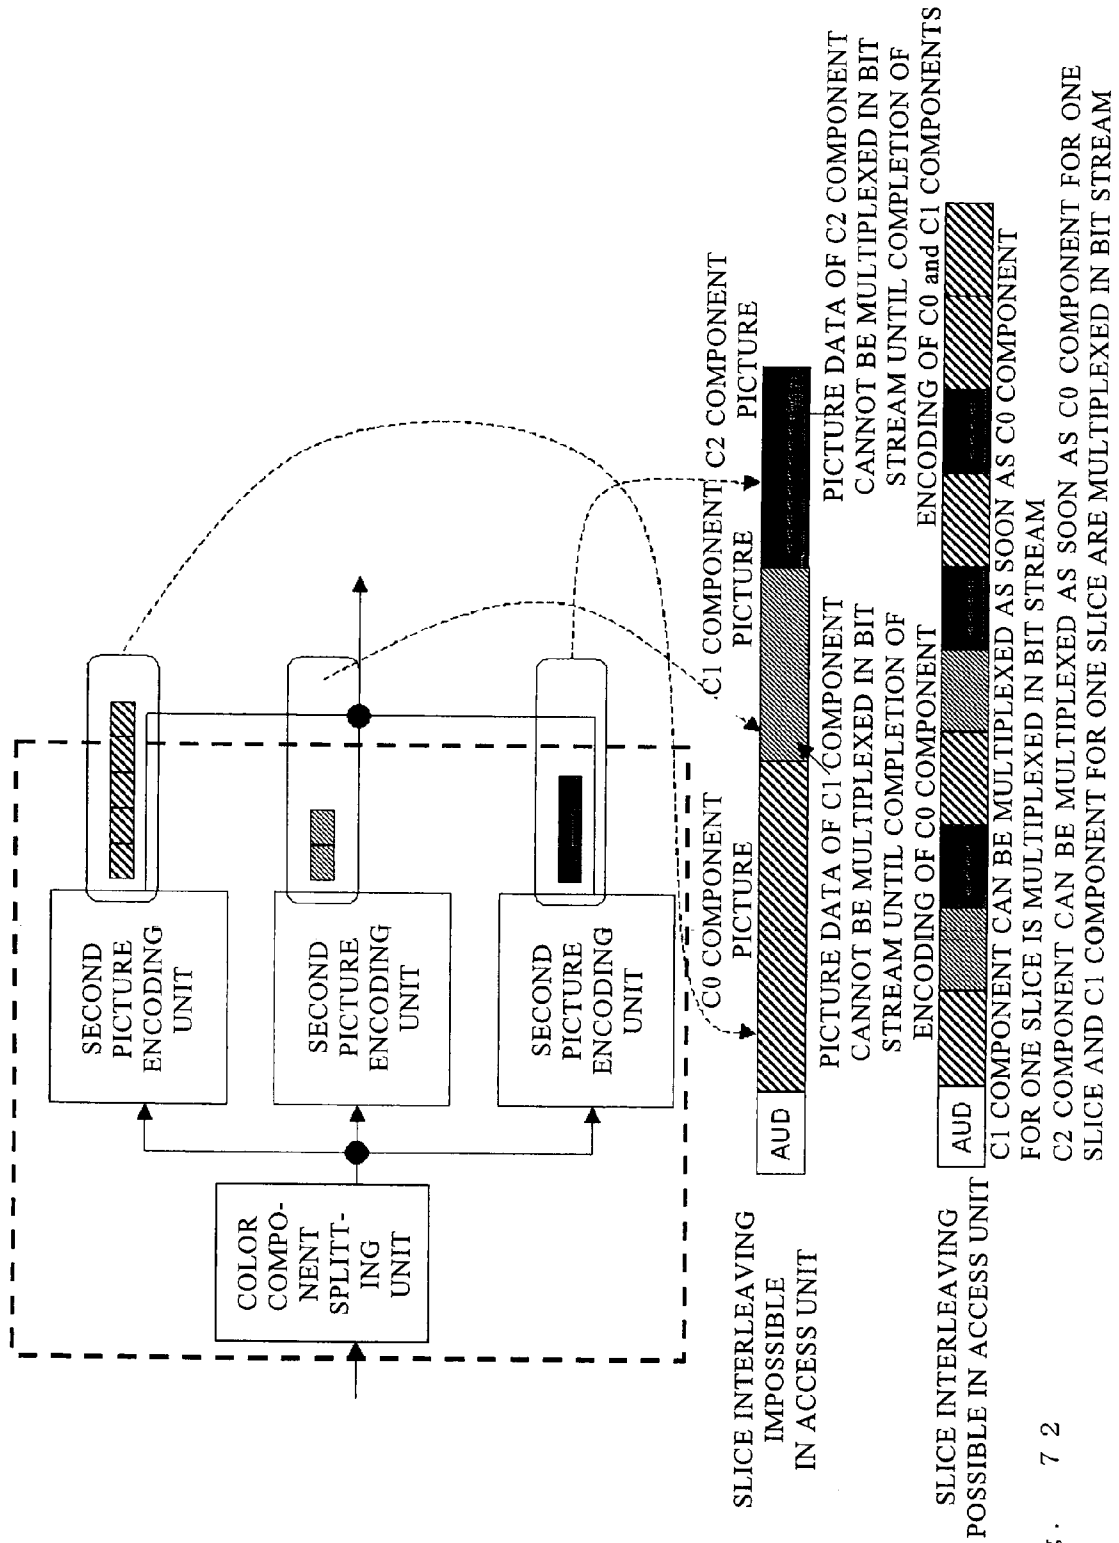 COLOR
COMPO-
NENT
SPLITT-
ING
UNIT
SECOND
PICTURE
ENCODING
UNIT
SECOND
PICTURE
ENCODING
UNIT
SECOND
PICTURE
ENCODING
UNIT
SLICE INTERLEAVING
IMPOSSIBLE
IN ACCESS UNIT
AUD
C0 COMPONENT
PICTURE
C1 COMPONENT
PICTURE
C2 COMPONENT
PICTURE
PICTURE DATA OF C1 COMPONENT
CANNOT BE MULTIPLEXED IN BIT
STREAM UNTIL COMPLETION OF
ENCODING OF C0 COMPONENT
PICTURE DATA OF C2 COMPONENT
CANNOT BE MULTIPLEXED IN BIT
STREAM UNTIL COMPLETION OF
ENCODING OF C0 and C1 COMPONENTS
SLICE INTERLEAVING
POSSIBLE IN ACCESS UNIT
AUD
C1 COMPONENT CAN BE MULTIPLEXED AS SOON AS C0 COMPONENT
FOR ONE SLICE IS MULTIPLEXED IN BIT STREAM
C2 COMPONENT CAN BE MULTIPLEXED AS SOON AS C0 COMPONENT FOR ONE
SLICE AND C1 COMPONENT FOR ONE SLICE ARE MULTIPLEXED IN BIT STREAM
72